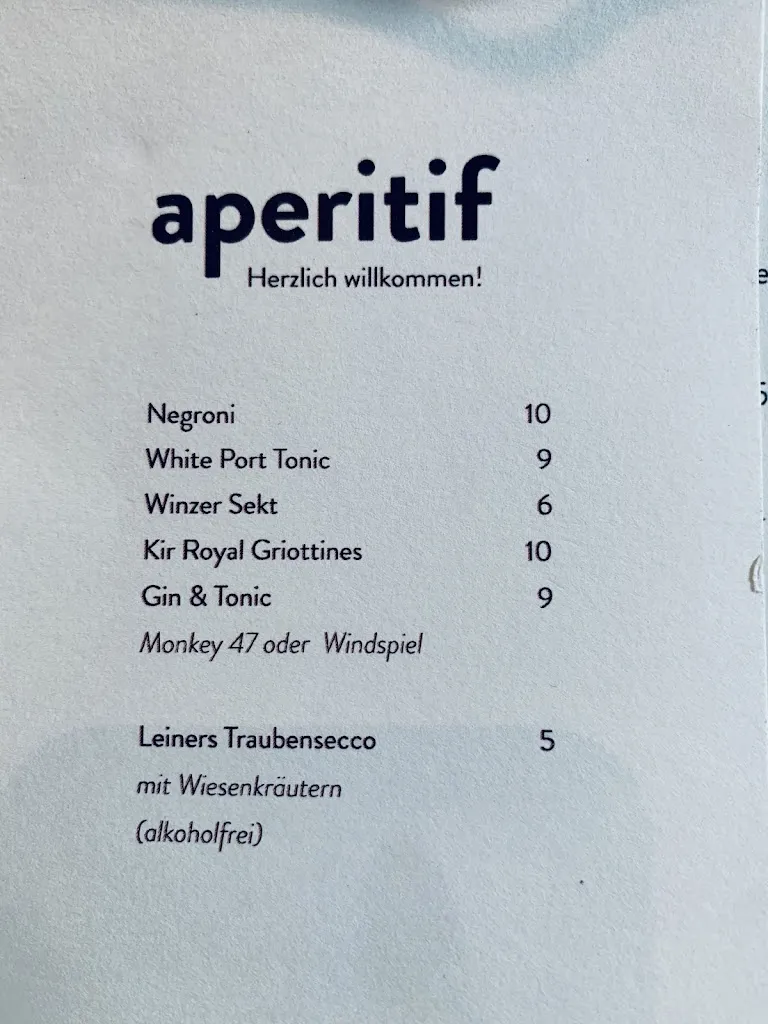 aperitif
Herzlich willkommen!
Negroni 10
White Port Tonic 9
Winzer Sekt 6
Kir Royal Griottines 10
Gin & Tonic 9
Monkey 47 oder Windspiel
Leiners Traubensecco 5
mit Wiesenkräutern
(alkoholfrei)